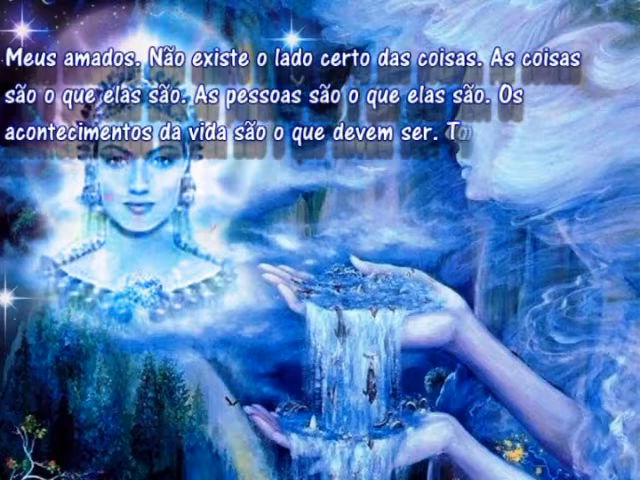 Meus amados. Não existe o lado certo das coisas. As coisas
são o que elas são. As pessoas são o que elas são. Os
acontecimentos da vida são o que devem ser. To